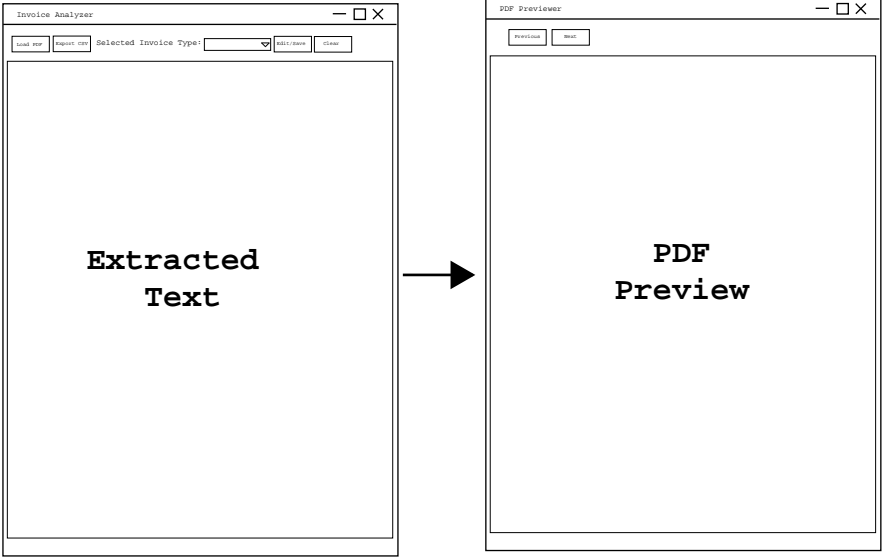 Invoice Analyzer
Load PDF Export CSV Selected Invoice Type: Edit/Save Clear
Extracted
Text
PDF Previewer
Previous Next
PDF
Preview